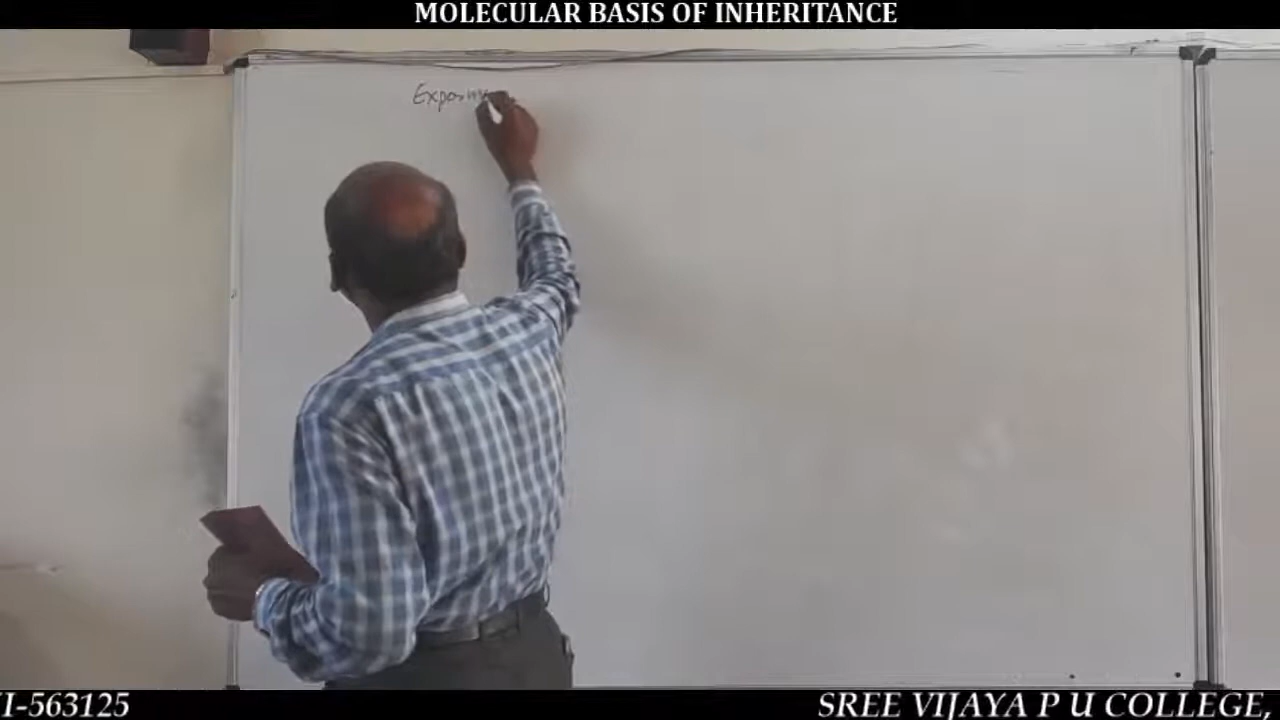 MOLECULAR BASIS OF INHERITANCE
I-563125
SREE VIJAYA P U COLLEGE,